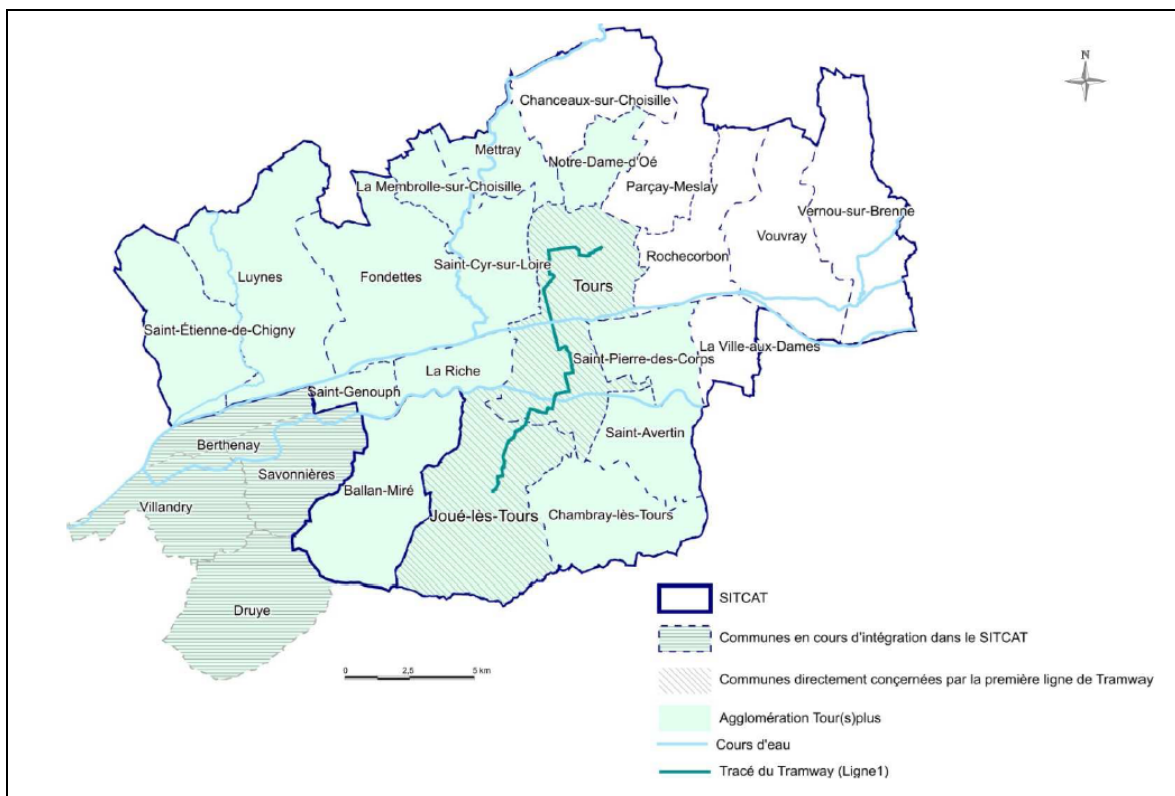 N
Chanceaux-sur-Choisille
Mettray
Notre-Dame-d'Oé
La Membrolle-sur-Choisille
Parçay-Meslay
Vernou-sur-Brenne
Vouvray
Rochecorbon
Saint-Cyr-sur-Loire
Luynes
Fondettes
Tours
Saint-Étienne-de-Chigny
La Ville-aux-Dames
Saint-Pierre-des-Corps
La Riche
Saint-Genouph
Saint-Avertin
Berthenay
Savonnières
Ballan-Miré
Villandry
Joué-lès-Tours
Chambray-lès-Tours
Druye
0 2,5 5 km
SITCAT
Communes en cours d'intégration dans le SITCAT
Communes directement conçernées par la première ligne de Tramway
Agglomération Tour(s)plus
Cours d'eau
Tracé du Tramway (Ligne1)